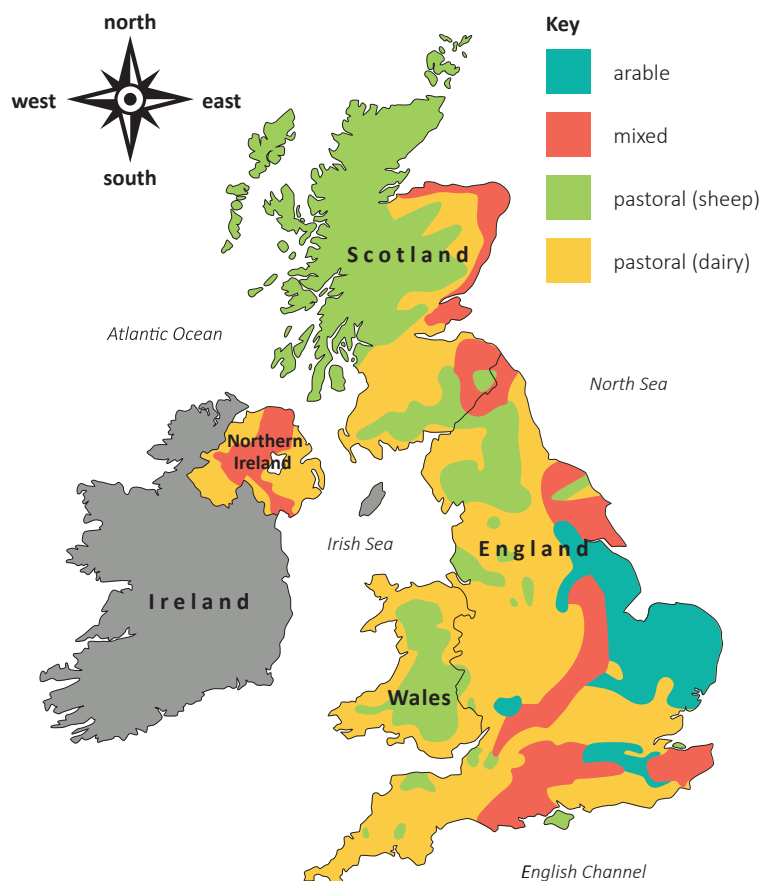 north
west
east
south
Key
arable
mixed
pastoral (sheep)
pastoral (dairy)
Scotland
Atlantic Ocean
North Sea
Northern
Ireland
Irish Sea
England
Ireland
Wales
English Channel